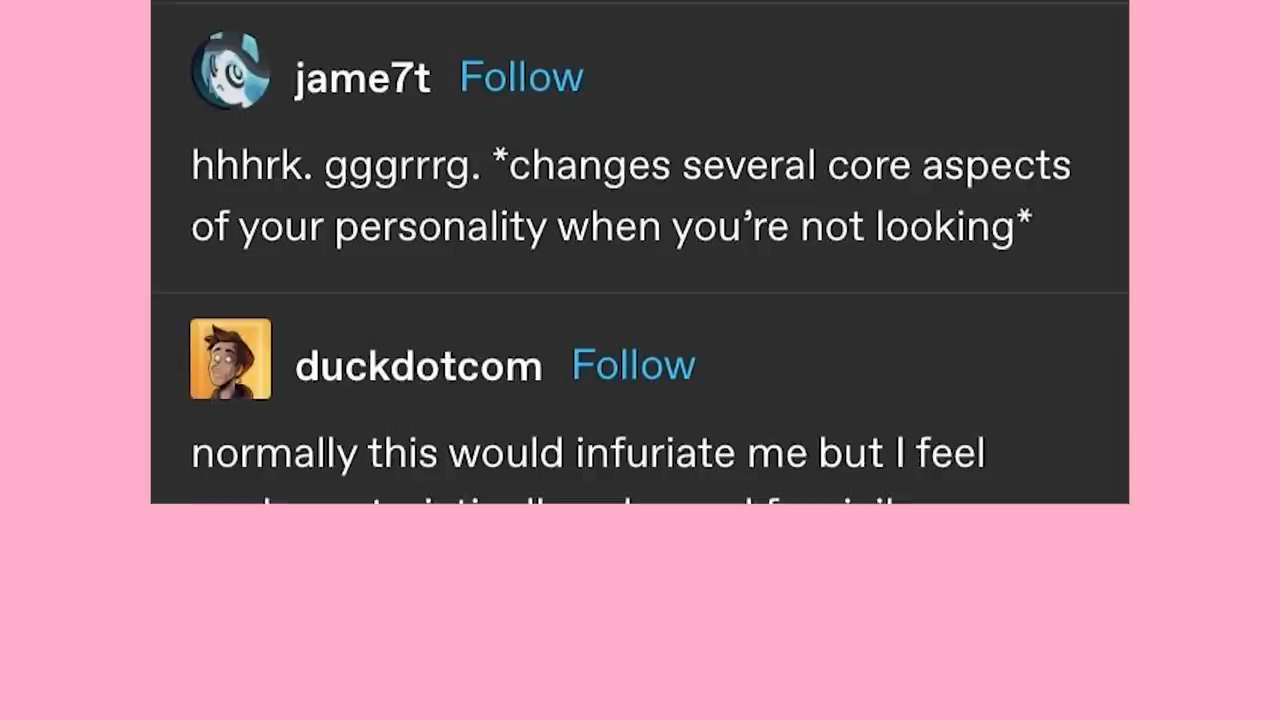 jame7t Follow
hhhrk. gggrrrg. *changes several core aspects
of your personality when you’re not looking*
duckdotcom Follow
normally this would infuriate me but I feel